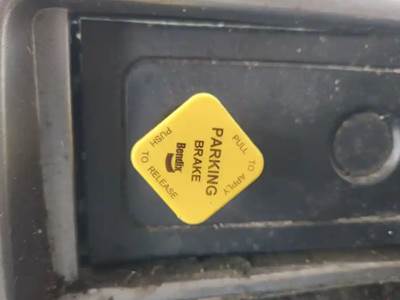 PULL TO APPLY
PARKING
BRAKE
Bendix
PUSH TO RELEASE